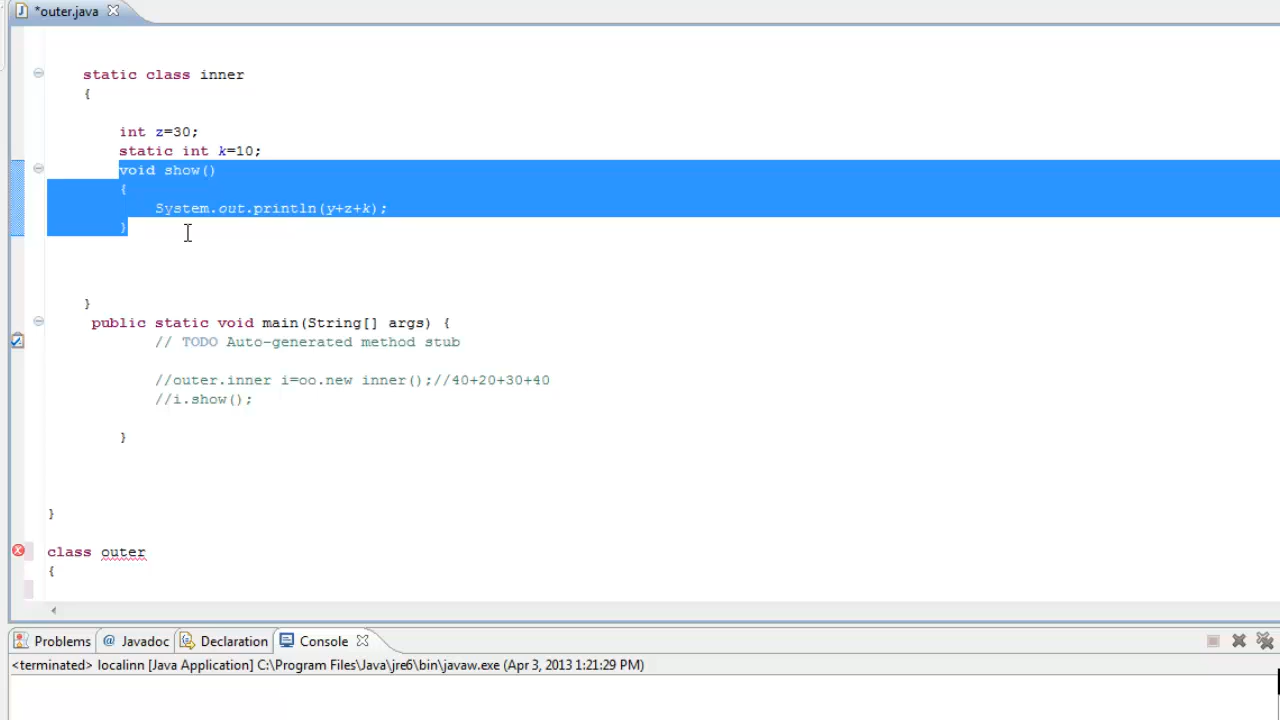 *outer.java
static class inner
{
int z=30;
static int k=10;
void show()
{
System.out.println(y+z+k);
}
}
public static void main(String[] args) {
// TODO Auto-generated method stub
//outer.inner i=oo.new inner();//40+20+30+40
//i.show();
}
}
class outer
{
Problems @ Javadoc Declaration Console
<terminated> localinn [Java Application] C:\Program Files\Java\jre6\bin\javaw.exe (Apr 3, 2013 1:21:29 PM)